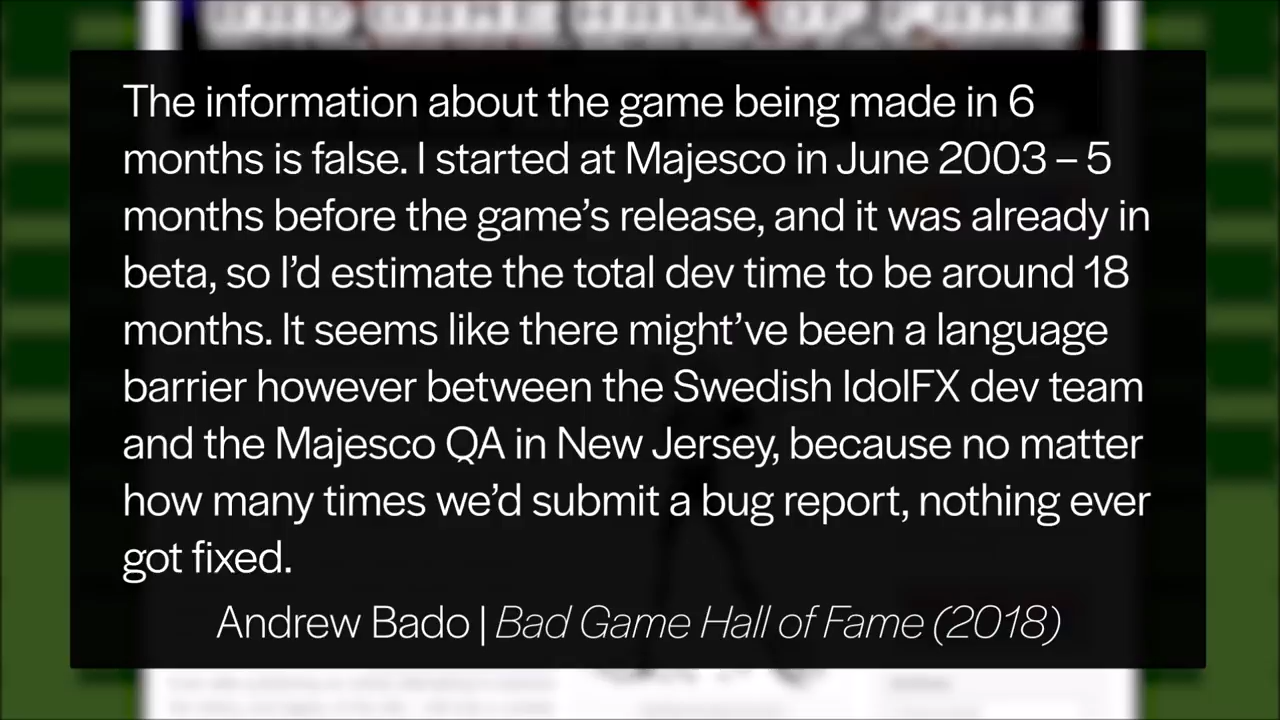 The information about the game being made in 6
months is false. I started at Majesco in June 2003 – 5
months before the game’s release, and it was already in
beta, so I’d estimate the total dev time to be around 18
months. It seems like there might’ve been a language
barrier however between the Swedish IdolFX dev team
and the Majesco QA in New Jersey, because no matter
how many times we’d submit a bug report, nothing ever
got fixed.
Andrew Bado | Bad Game Hall of Fame (2018)